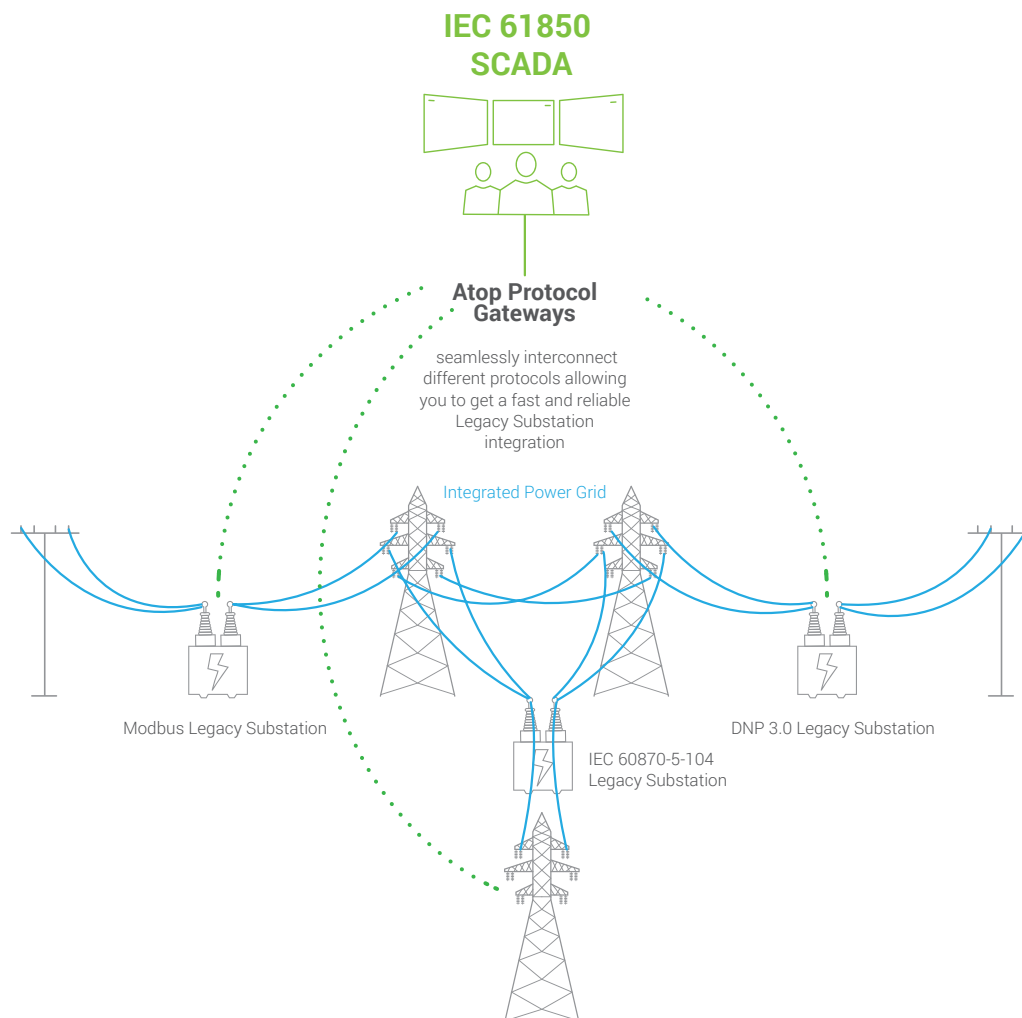 IEC 61850
SCADA
Atop Protocol
Gateways
seamlessly interconnect
different protocols allowing
you to get a fast and reliable
Legacy Substation
integration
Integrated Power Grid
Modbus Legacy Substation
DNP 3.0 Legacy Substation
IEC 60870-5-104
Legacy Substation